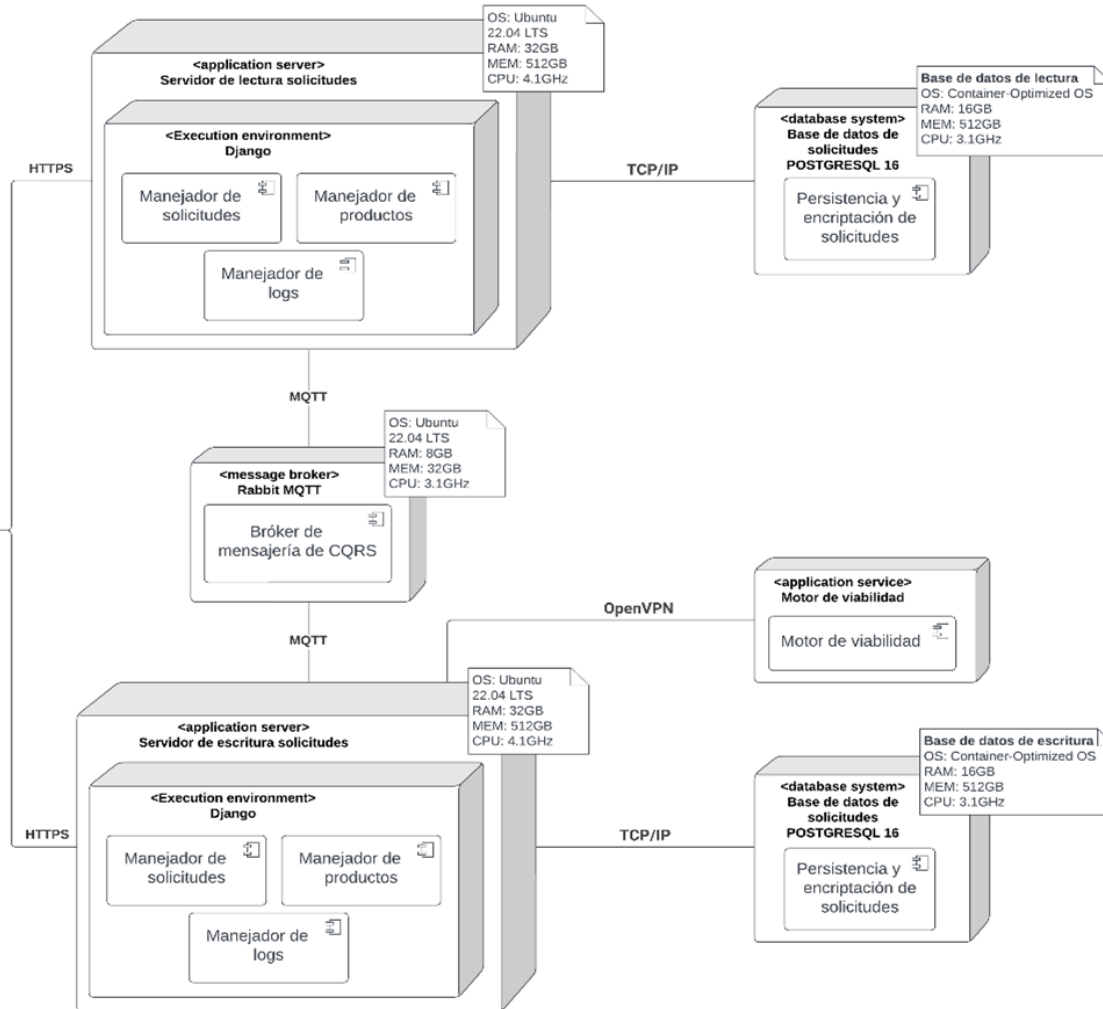 OS: Ubuntu
22.04 LTS
RAM: 32GB
MEM: 512GB
CPU: 4.1GHz
<application server>
Servidor de lectura solicitudes
<Execution environment>
Django
Manejador de
solicitudes
Manejador de
productos
Manejador de
logs
HTTPS
TCP/IP
Base de datos de lectura
OS: Container-Optimized OS
RAM: 16GB
MEM: 512GB
CPU: 3.1GHz
<database system>
Base de datos de
solicitudes
POSTGRESQL 16
Persistencia y
encriptación de
solicitudes
MQTT
OS: Ubuntu
22.04 LTS
RAM: 8GB
MEM: 32GB
CPU: 3.1GHz
<message broker>
Rabbit MQTT
Bróker de
mensajería de CQRS
MQTT
OpenVPN
<application service>
Motor de viabilidad
Motor de viabilidad
OS: Ubuntu
22.04 LTS
RAM: 32GB
MEM: 512GB
CPU: 4.1GHz
<application server>
Servidor de escritura solicitudes
<Execution environment>
Django
Manejador de
solicitudes
Manejador de
productos
Manejador de
logs
HTTPS
TCP/IP
Base de datos de escritura
OS: Container-Optimized OS
RAM: 16GB
MEM: 512GB
CPU: 3.1GHz
<database system>
Base de datos de
solicitudes
POSTGRESQL 16
Persistencia y
encriptación de
solicitudes